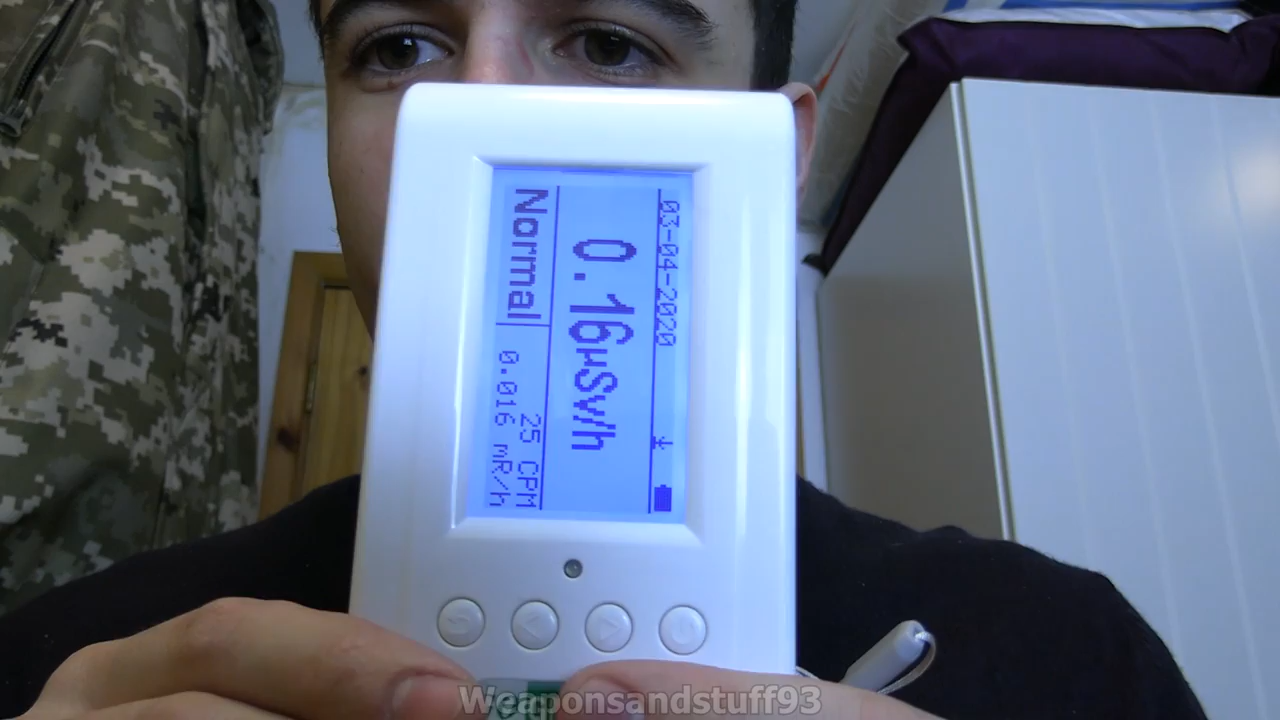 03-04-2020
0.16µSv/h
Normal
25 CPM
0.016 mR/h
Weaponsandstuff93